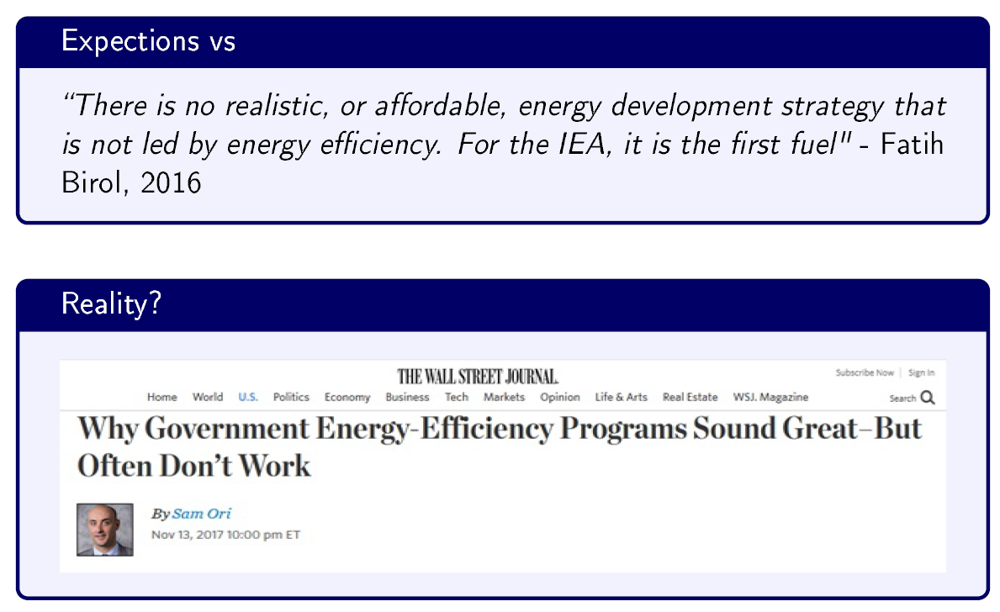 Expections vs
“There is no realistic, or affordable, energy development strategy that
is not led by energy efficiency. For the IEA, it is the first fuel" - Fatih
Birol, 2016
Reality?
THE WALL STREET JOURNAL.
Subscribe Now | Sign In
Home World U.S. Politics Economy Business Tech Markets Opinion Life & Arts Real Estate WSJ. Magazine
Search
Why Government Energy-Efficiency Programs Sound Great–But
Often Don’t Work
By Sam Ori
Nov 13, 2017 10:00 pm ET